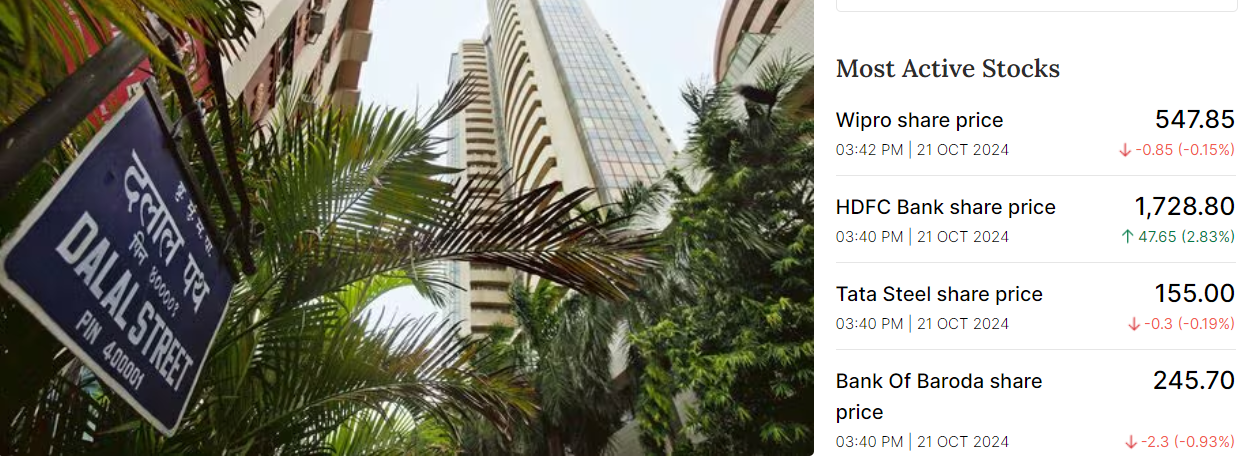 दलाल पथ
पिन ४००००१
DALAL STREET
PIN 400001
Most Active Stocks
Wipro share price
547.85
03:42 PM | 21 OCT 2024
↓ -0.85 (-0.15%)
HDFC Bank share price
1,728.80
03:40 PM | 21 OCT 2024
↑ 47.65 (2.83%)
Tata Steel share price
155.00
03:40 PM | 21 OCT 2024
↓ -0.3 (-0.19%)
Bank Of Baroda share
price
245.70
03:40 PM | 21 OCT 2024
↓ -2.3 (-0.93%)